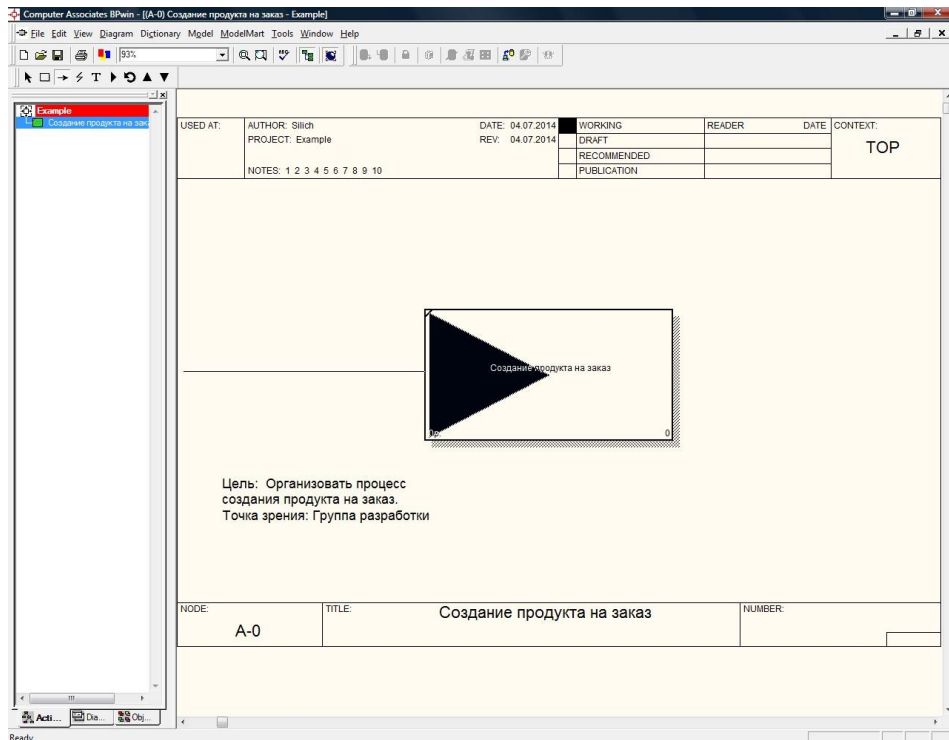 Computer Associates BPwin - [(A-0) Создание продукта на заказ - Example]
File Edit View Diagram Dictionary Model ModelMart Tools Window Help
93%
T
Example
Создание продукта на зак
USED AT: AUTHOR: Silich DATE: 04.07.2014 WORKING READER DATE CONTEXT:
PROJECT: Example REV: 04.07.2014 DRAFT
TOP
RECOMMENDED
NOTES: 1 2 3 4 5 6 7 8 9 10 PUBLICATION
Создание продукта на заказ
0р. 0
Цель: Организовать процесс
создания продукта на заказ.
Точка зрения: Группа разработки
NODE: TITLE: NUMBER:
A-0 Создание продукта на заказ
Acti... Dia... Obj...
Ready